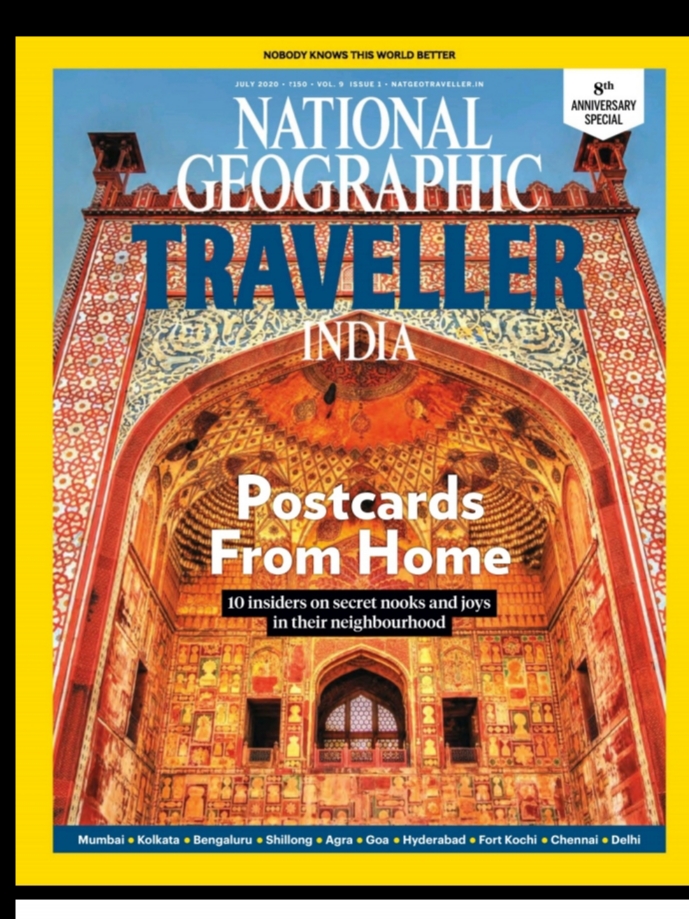 NOBODY KNOWS THIS WORLD BETTER
JULY 2020 • ₹150 • VOL. 9 ISSUE 1 • NATGEOTRAVELLER.IN
8th
ANNIVERSARY
SPECIAL
NATIONAL
GEOGRAPHIC
TRAVELLER
INDIA
Postcards
From Home
10 insiders on secret nooks and joys
in their neighbourhood
Mumbai • Kolkata • Bengaluru • Shillong • Agra • Goa • Hyderabad • Fort Kochi • Chennai • Delhi